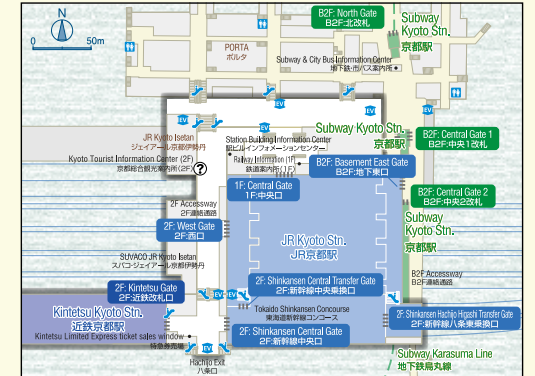 N
0 50m
B2F: North Gate
B2F:北改札
Subway
Kyoto Stn.
京都駅
PORTA
ポルタ
Subway & City Bus Information Center
地下鉄・市バス案内所
EV
EV
EV
JR Kyoto Isetan
ジェイアール京都伊勢丹
Station Building Information Center
駅ビルインフォメーションセンター
Subway Kyoto Stn.
京都駅
B2F: Central Gate 1
B2F:中央1改札
Kyoto Tourist Information Center (2F)
京都総合観光案内所(2F)
?
Railway Information (1F)
鉄道案内所(1F)
B2F: Basement East Gate
B2F:地下東口
1F: Central Gate
1F:中央口
B2F: Central Gate 2
B2F:中央2改札
2F Accessway
2F連絡通路
2F: West Gate
2F:西口
Subway
Kyoto Stn.
京都駅
JR Kyoto Stn.
JR京都駅
SUVACO JR Kyoto Isetan
スバコ・ジェイアール京都伊勢丹
B2F Accessway
B2F連絡通路
2F: Kintetsu Gate
2F:近鉄改札口
EV
EV
2F: Shinkansen Central Transfer Gate
2F:新幹線中央乗換口
Kintetsu Kyoto Stn.
近鉄京都駅
Tokaido Shinkansen Concourse
東海道新幹線コンコース
2F: Shinkansen Hachijo Higashi Transfer Gate
2F:新幹線八条東乗換口
Kintetsu Limited Express ticket sales window
特急券売場
2F: Shinkansen Central Gate
2F:新幹線中央口
EV
Hachijo Exit
八条口
Subway Karasuma Line
地下鉄烏丸線